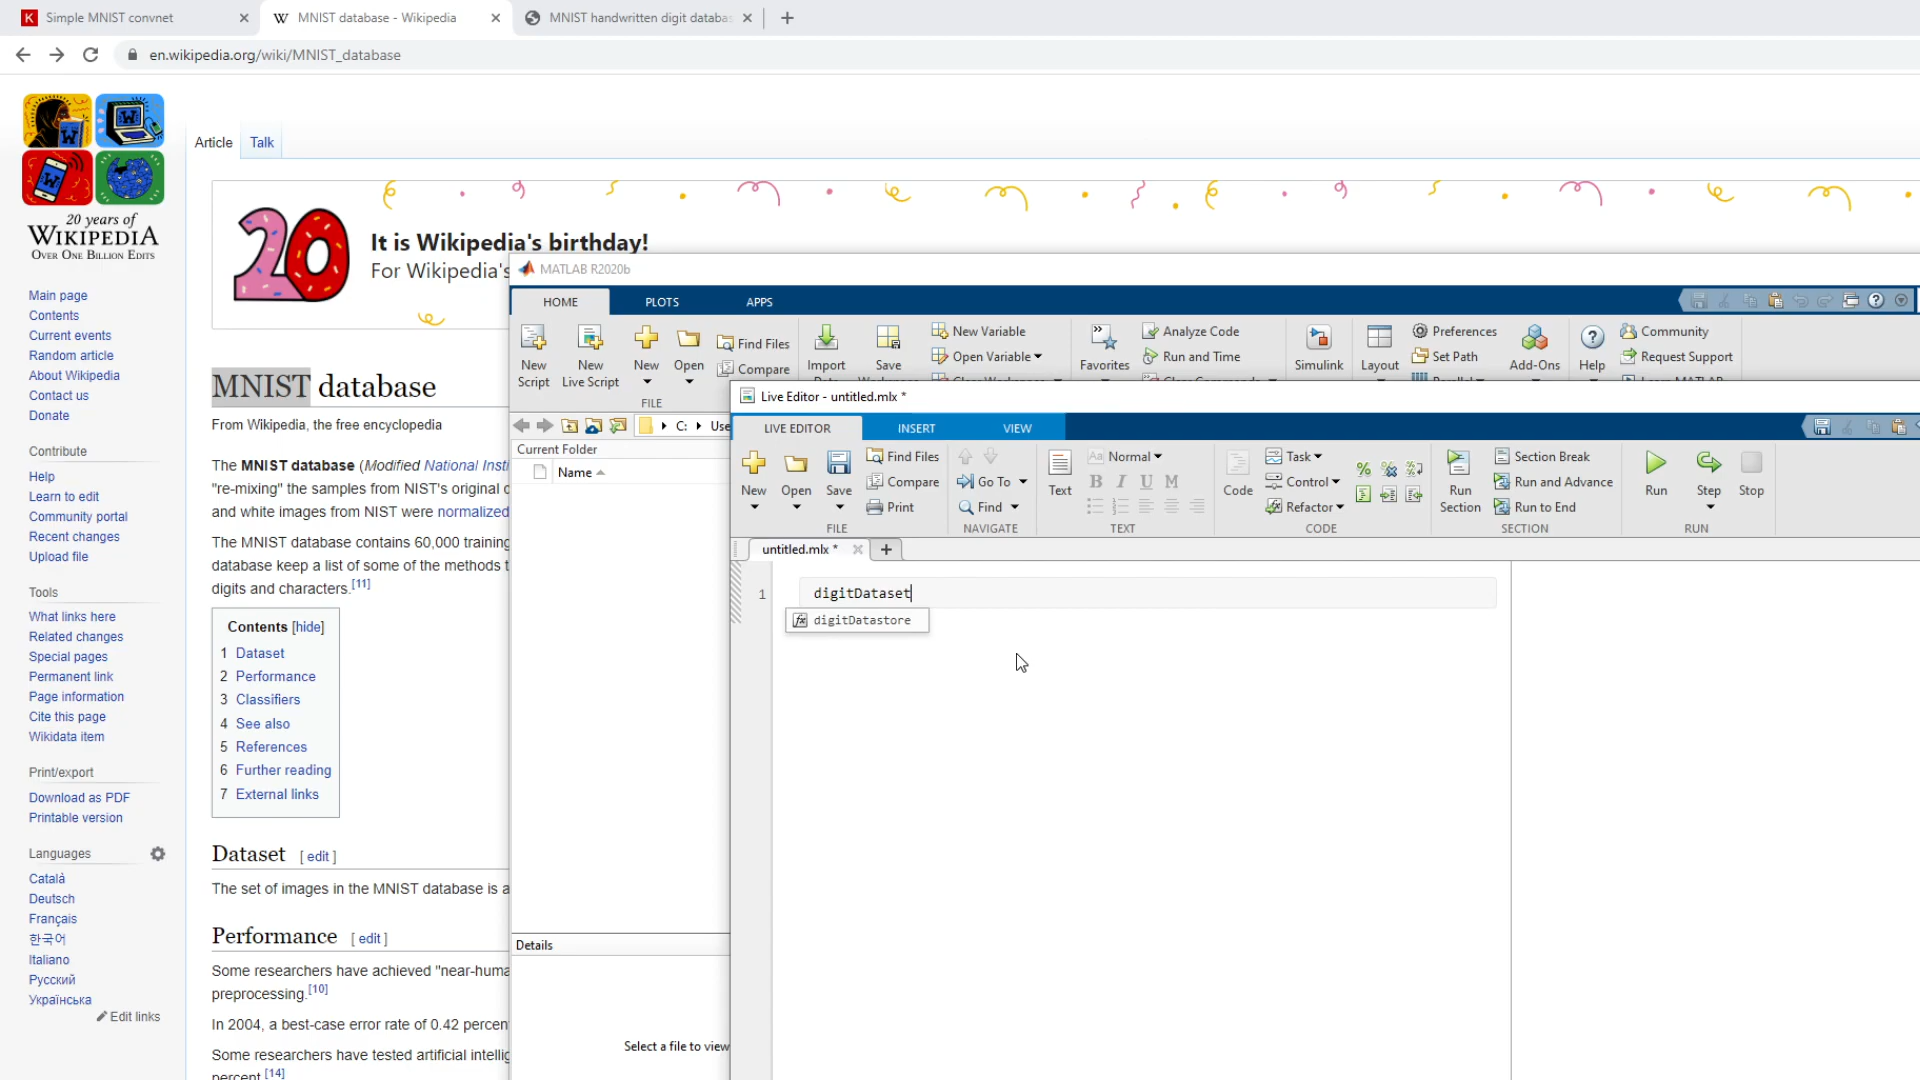 Simple MNIST convnet
MNIST database - Wikipedia
MNIST handwritten digit databa
en.wikipedia.org/wiki/MNIST_database
20 years of
WIKIPEDIA
OVER ONE BILLION EDITS
Main page
Contents
Current events
Random article
About Wikipedia
Contact us
Donate
Contribute
Help
Learn to edit
Community portal
Recent changes
Upload file
Tools
What links here
Related changes
Special pages
Permanent link
Page information
Cite this page
Wikidata item
Print/export
Download as PDF
Printable version
Languages
Català
Deutsch
Français
한국어
Italiano
Русский
Українська
Edit links
Article Talk
20
It is Wikipedia's birthday!
For Wikipedia's
MNIST database
From Wikipedia, the free encyclopedia
The MNIST database (Modified National Insti
"re-mixing" the samples from NIST's original
and white images from NIST were normalized
The MNIST database contains 60,000 training
database keep a list of some of the methods
digits and characters.[11]
Contents [hide]
1 Dataset
2 Performance
3 Classifiers
4 See also
5 References
6 Further reading
7 External links
Dataset [ edit ]
The set of images in the MNIST database is a
Performance [ edit ]
Some researchers have achieved "near-huma
preprocessing.[10]
In 2004, a best-case error rate of 0.42 percen
Some researchers have tested artificial intellig
percent.[14]
MATLAB R2020b
HOME PLOTS APPS
New Script
New Live Script
New
Open
Find Files
Compare
FILE
Import
Save
New Variable
Open Variable
Favorites
Analyze Code
Run and Time
Simulink
Layout
Preferences
Set Path
Add-Ons
Help
Community
Request Support
C: Use
Current Folder
Name
Details
Select a file to view
Live Editor - untitled.mlx *
LIVE EDITOR INSERT VIEW
New
Open
Save
Find Files
Compare
Print
FILE
Go To
Find
NAVIGATE
Text
Aa Normal
B I U M
TEXT
Code
Task
Control
Refactor
CODE
Run Section
Section Break
Run and Advance
Run to End
SECTION
Run
Step
Stop
RUN
untitled.mlx *
1 digitDataset
fx digitDatastore